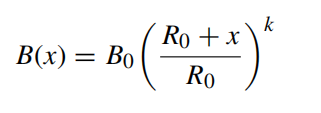 B(x) = B₀ ( (R₀ + x) / R₀ )ᵏ